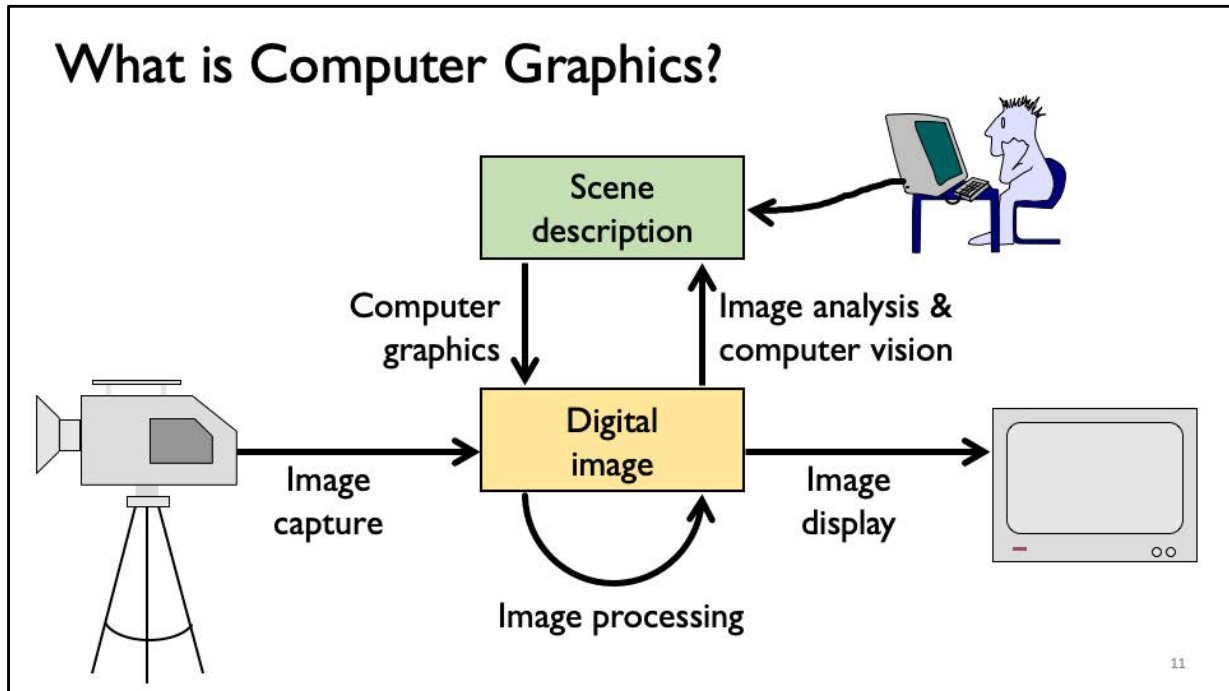 What is Computer Graphics?
Scene
description
Computer
graphics
Image analysis &
computer vision
Digital
image
Image
capture
Image
display
Image processing
11